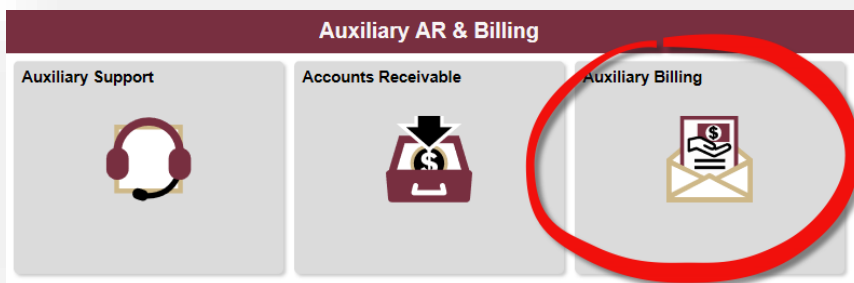 Auxiliary AR & Billing
Auxiliary Support
Accounts Receivable
Auxiliary Billing
$
$